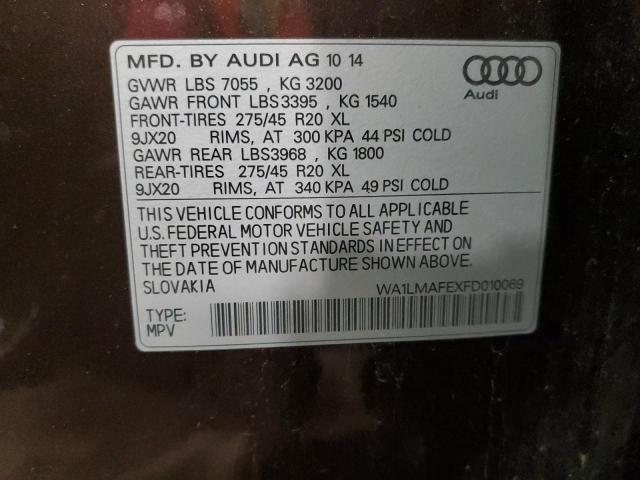 MFD. BY AUDI AG 10 14
GVWR LBS 7055 , KG 3200
GAWR FRONT LBS3395 , KG 1540
FRONT-TIRES 275/45 R20 XL
9JX20 RIMS, AT 300 KPA 44 PSI COLD
GAWR REAR LBS3968 , KG 1800
REAR-TIRES 275/45 R20 XL
9JX20 RIMS, AT 340 KPA 49 PSI COLD
Audi
THIS VEHICLE CONFORMS TO ALL APPLICABLE
U.S. FEDERAL MOTOR VEHICLE SAFETY AND
THEFT PREVENTION STANDARDS IN EFFECT ON
THE DATE OF MANUFACTURE SHOWN ABOVE.
SLOVAKIA WA1LMAFEXFD010069
TYPE:
MPV